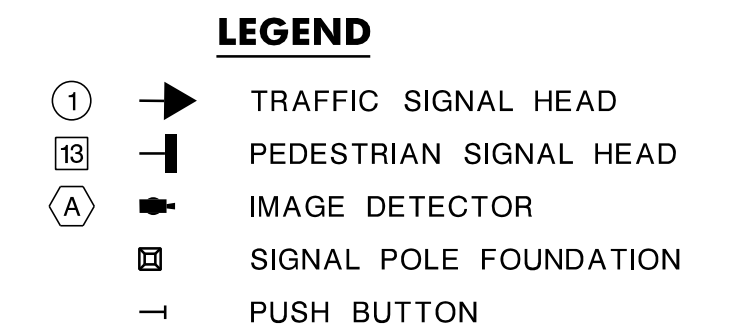 LEGEND
1 TRAFFIC SIGNAL HEAD
13 PEDESTRIAN SIGNAL HEAD
A IMAGE DETECTOR
SIGNAL POLE FOUNDATION
PUSH BUTTON